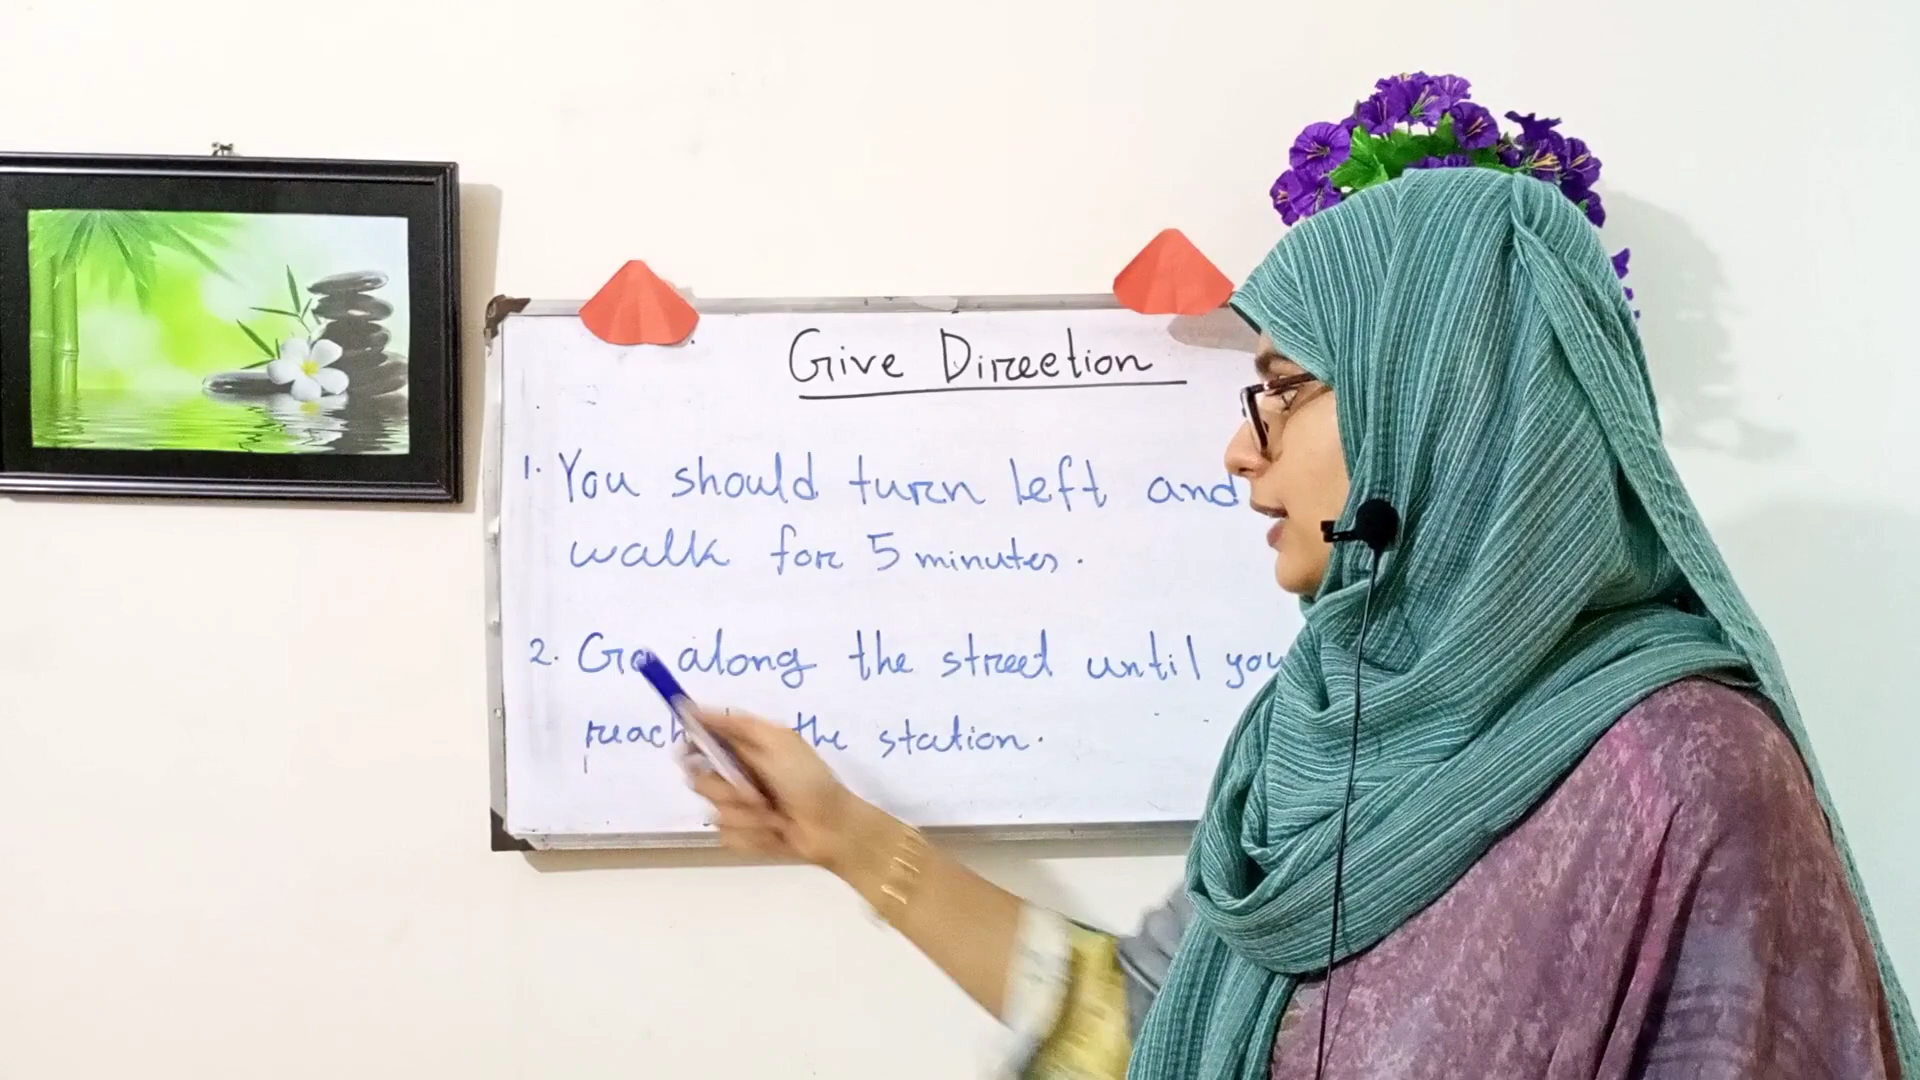 Give Direction
1. You should turn left and
walk for 5 minutes.
2. Go along the street until you
reach the station.